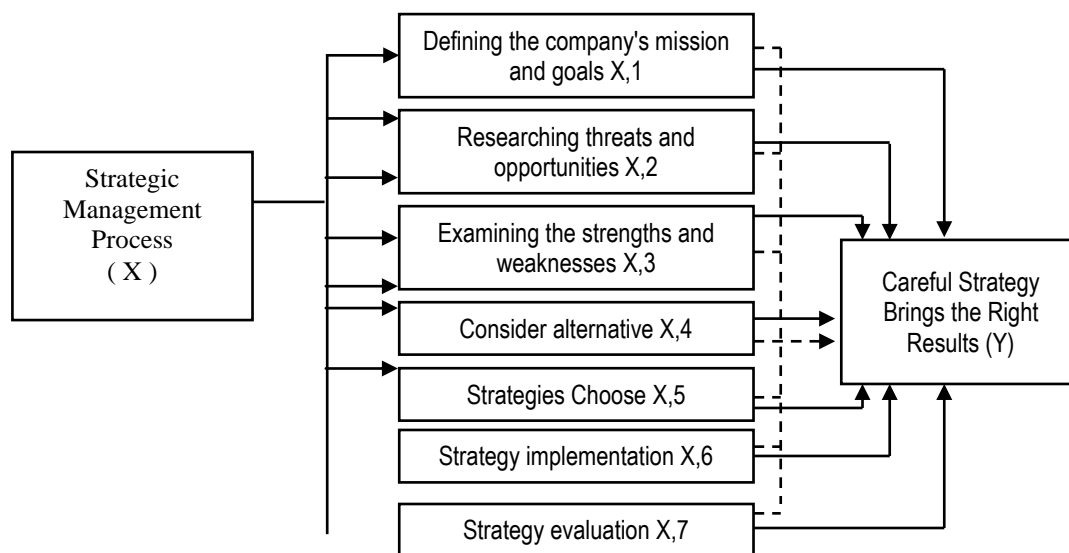 Strategic
Management
Process
( X )
Defining the company's mission
and goals X,1
Researching threats and
opportunities X,2
Examining the strengths and
weaknesses X,3
Consider alternative X,4
Strategies Choose X,5
Strategy implementation X,6
Strategy evaluation X,7
Careful Strategy
Brings the Right
Results (Y)